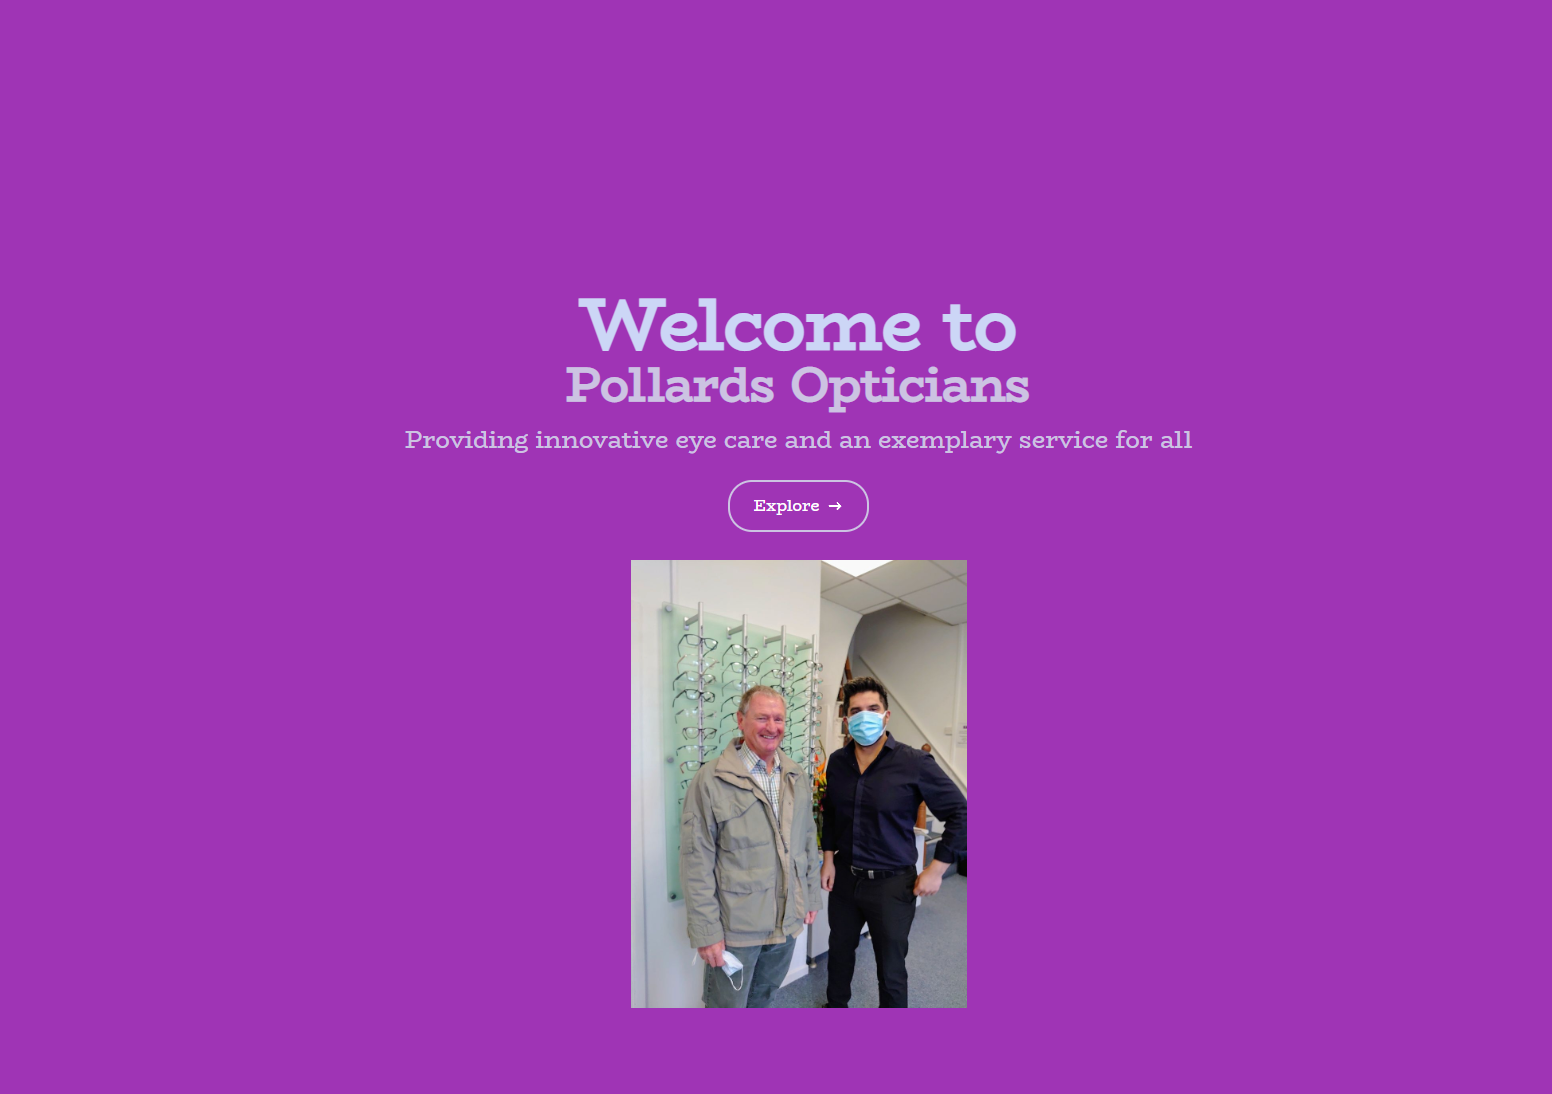 Welcome to
Pollards Opticians
Providing innovative eye care and an exemplary service for all
Explore →